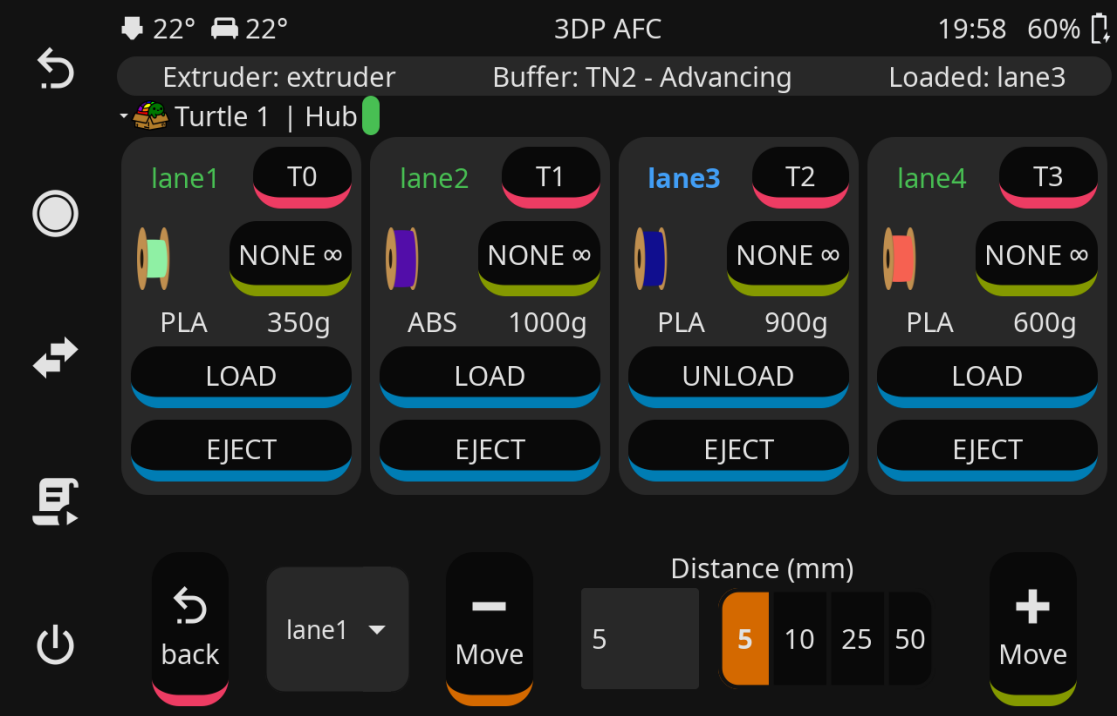 22° 22° 3DP AFC 19:58 60%
Extruder: extruder Buffer: TN2 - Advancing Loaded: lane3
Turtle 1 | Hub
lane1 T0 lane2 T1 lane3 T2 lane4 T3
NONE ∞ NONE ∞ NONE ∞ NONE ∞
PLA 350g ABS 1000g PLA 900g PLA 600g
LOAD LOAD UNLOAD LOAD
EJECT EJECT EJECT EJECT
Distance (mm)
lane1 5 5 10 25 50
back Move Move